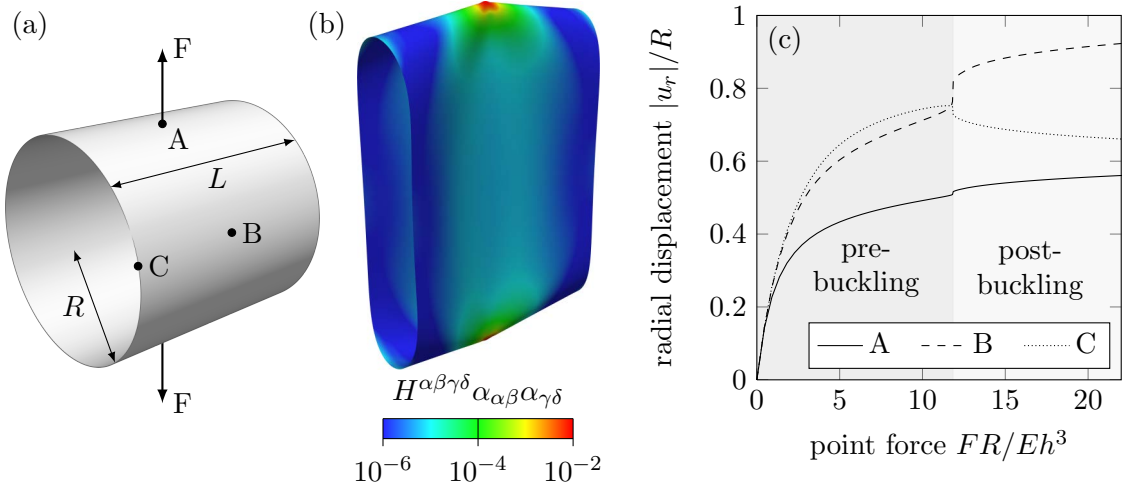 (a)
F
A
L
B
C
R
F
(b)
H^{αβγδ}α_{αβ}α_{γδ}
10^{-6} 10^{-4} 10^{-2}
(c)
radial displacement |u_r|/R
1
0.8
0.6
0.4
0.2
0
pre-
buckling
post-
buckling
A B C
0 5 10 15 20
point force FR/Eh^3